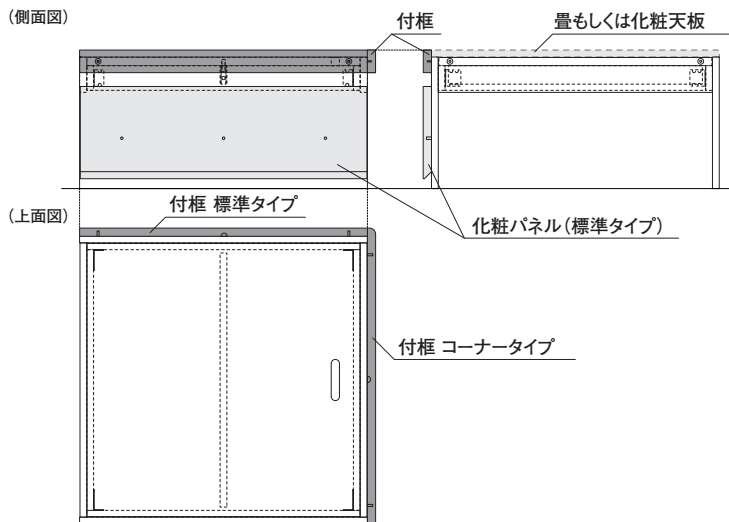 (側面図)
付框
畳もしくは化粧天板
(上面図)
付框 標準タイプ
化粧パネル(標準タイプ)
付框 コーナータイプ